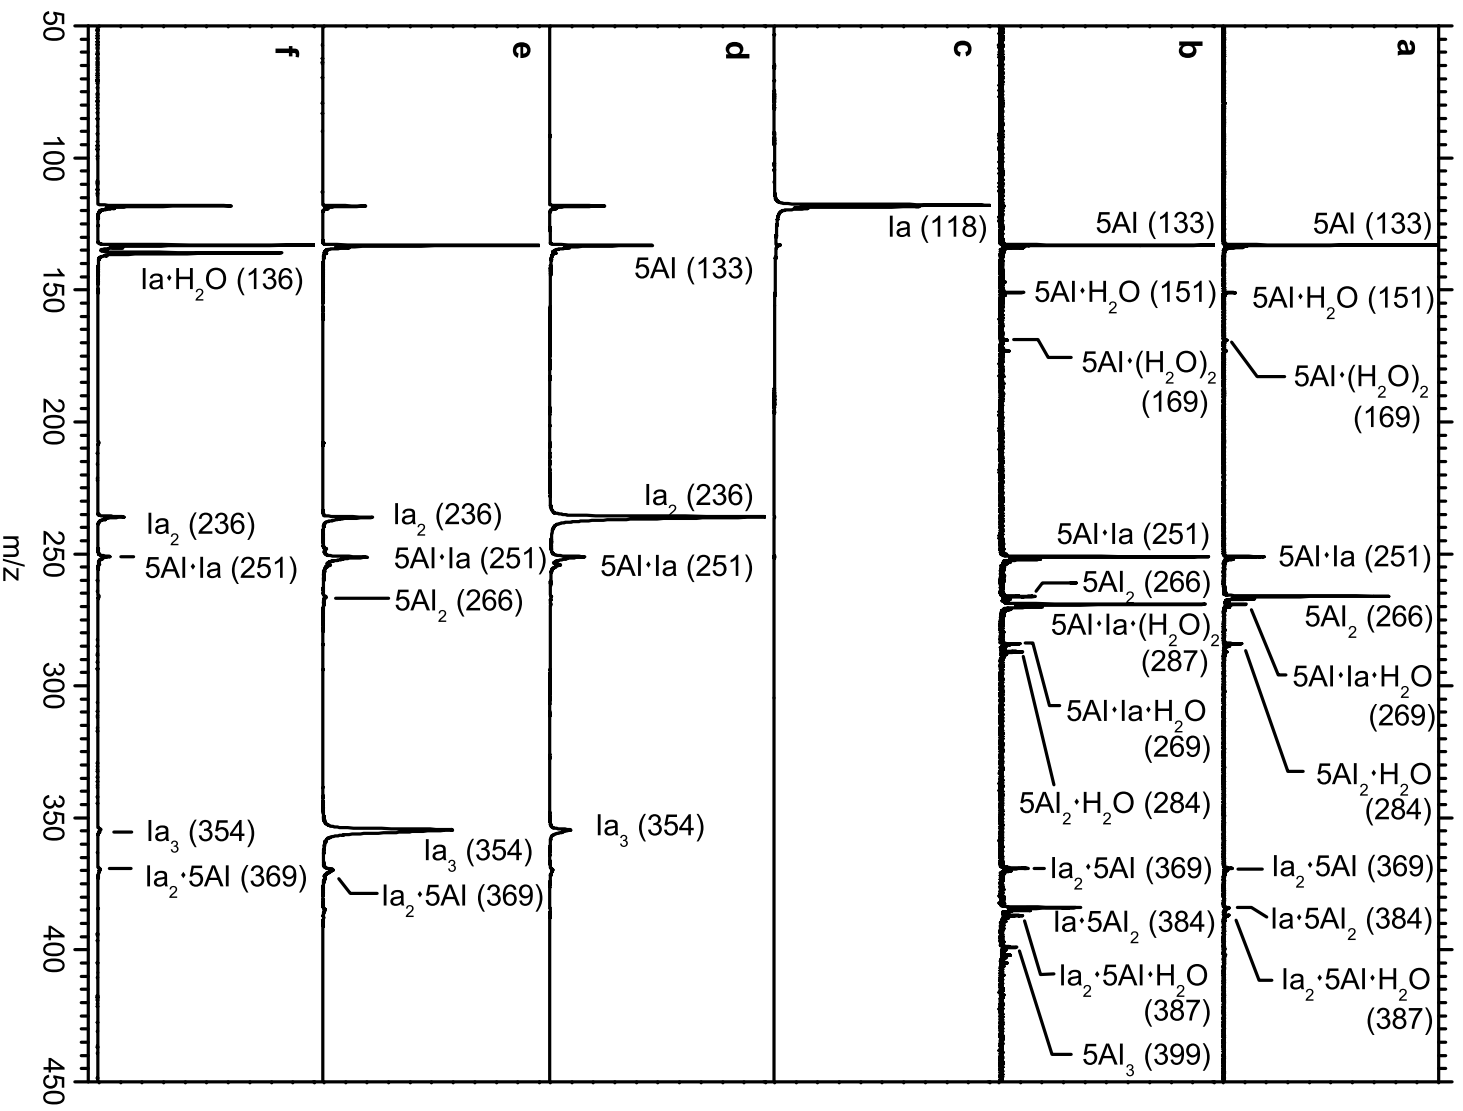 a
5AI (133)
5AI·H₂O (151)
5AI·(H₂O)₂
(169)
5AI·Ia (251)
5AI₂ (266)
5AI·Ia·H₂O
(269)
5AI₂·H₂O
(284)
Ia₂·5AI (369)
Ia·5AI₂ (384)
Ia₂·5AI·H₂O
(387)
b
5AI (133)
5AI·H₂O (151)
5AI·(H₂O)₂
(169)
5AI·Ia (251)
5AI₂ (266)
5AI·Ia·(H₂O)₂
(287)
5AI·Ia·H₂O
(269)
5AI₂·H₂O (284)
Ia₂·5AI (369)
Ia·5AI₂ (384)
Ia₂·5AI·H₂O
(387)
5AI₃ (399)
c
Ia (118)
d
5AI (133)
Ia₂ (236)
5AI·Ia (251)
Ia₃ (354)
e
Ia₂ (236)
5AI·Ia (251)
5AI₂ (266)
Ia₃ (354)
Ia₂·5AI (369)
f
Ia·H₂O (136)
Ia₂ (236)
5AI·Ia (251)
Ia₃ (354)
Ia₂·5AI (369)
50 100 150 200 250 300 350 400 450
m/z